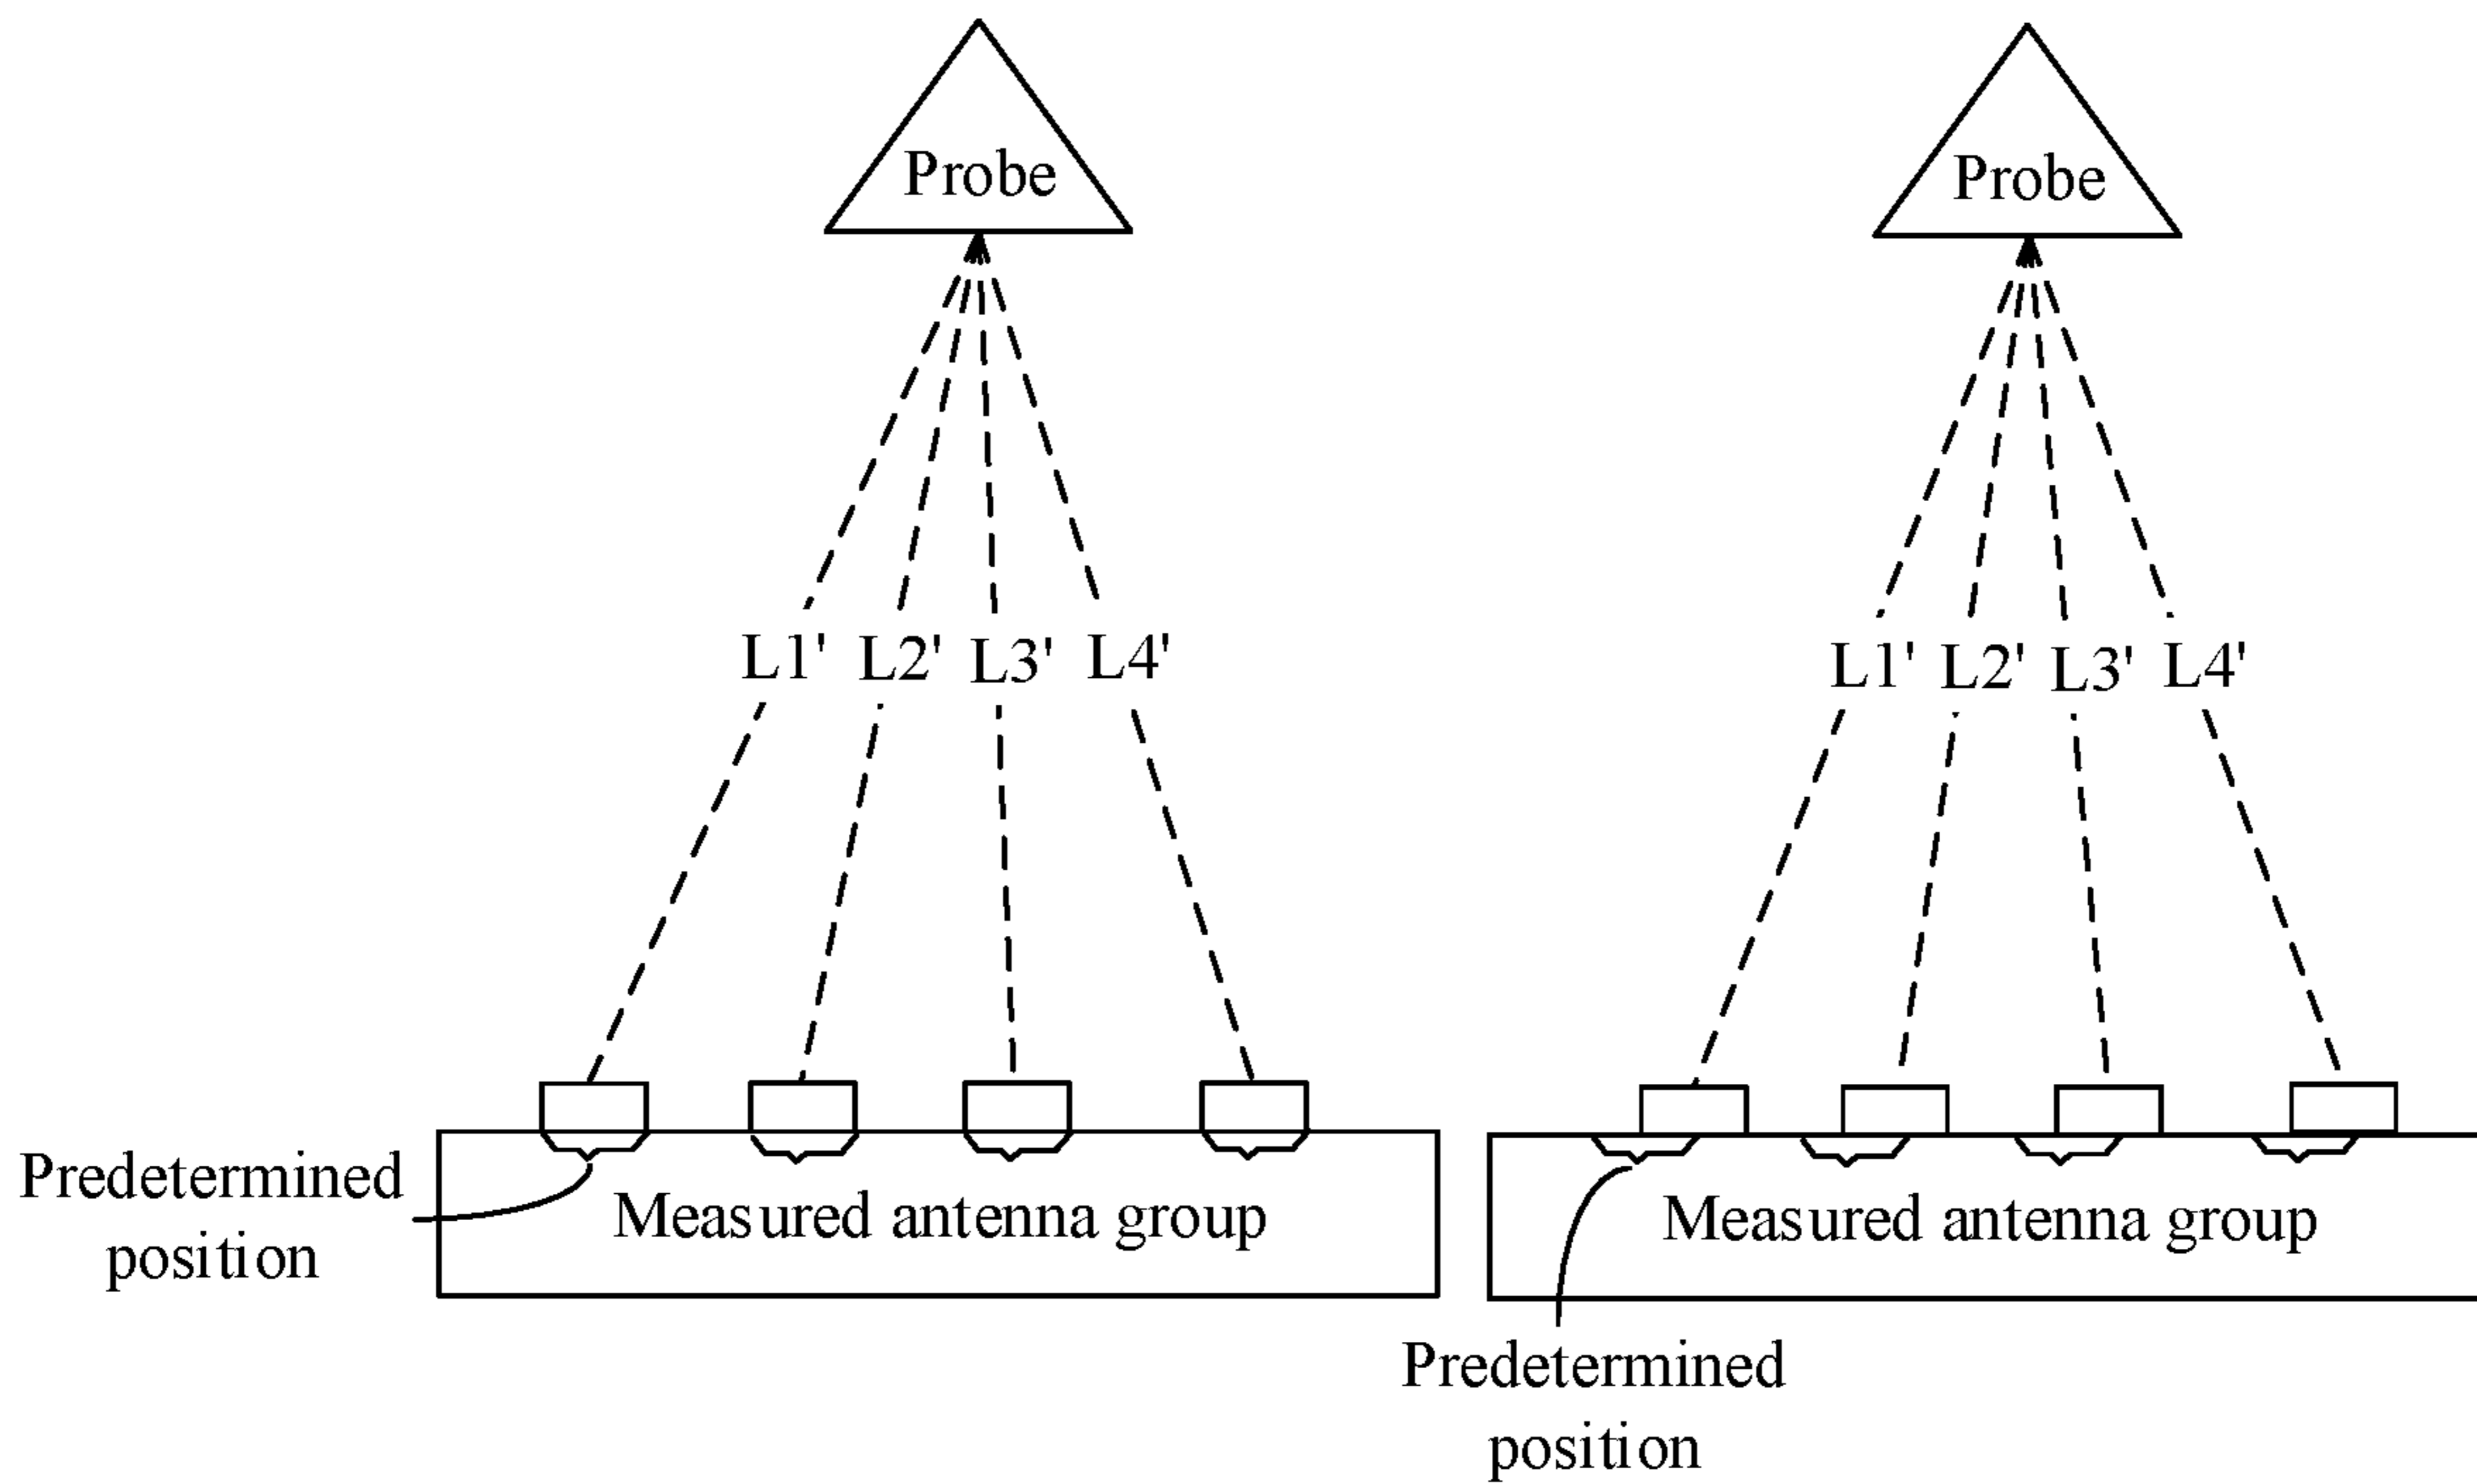 Probe
L1' L2' L3' L4'
Predetermined
position
Measured antenna group
Probe
L1' L2' L3' L4'
Measured antenna group
Predetermined
position